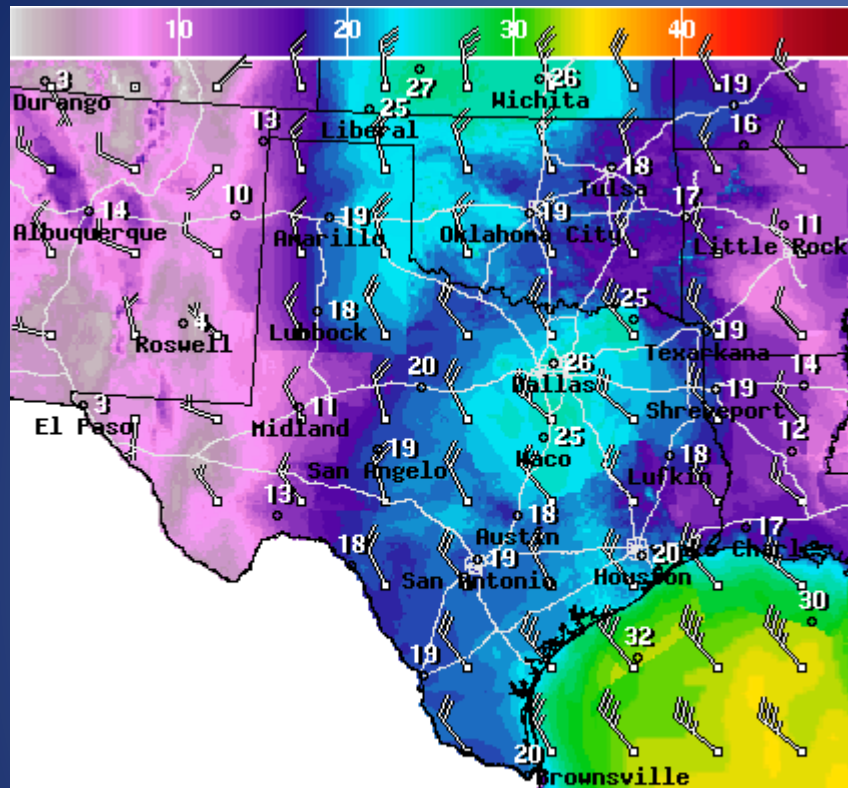 10 20 30 40
3 27 26 19
Durango Wichita
25
Liberal
13 16
18
Tulsa
14 10 19 19 17 11
Albuquerque Amarillo Oklahoma City Little Rock
4 18 25 19
Roswell Lubbock Texarkana
20 26 14
Dallas
3 11 19
El Paso Midland Shreveport
19 25 18 12
San Angelo Waco Lufkin
13 18 17
Austin
18 19 20 Lake Charles
San Antonio Houston
30
32
19
20
Brownsville